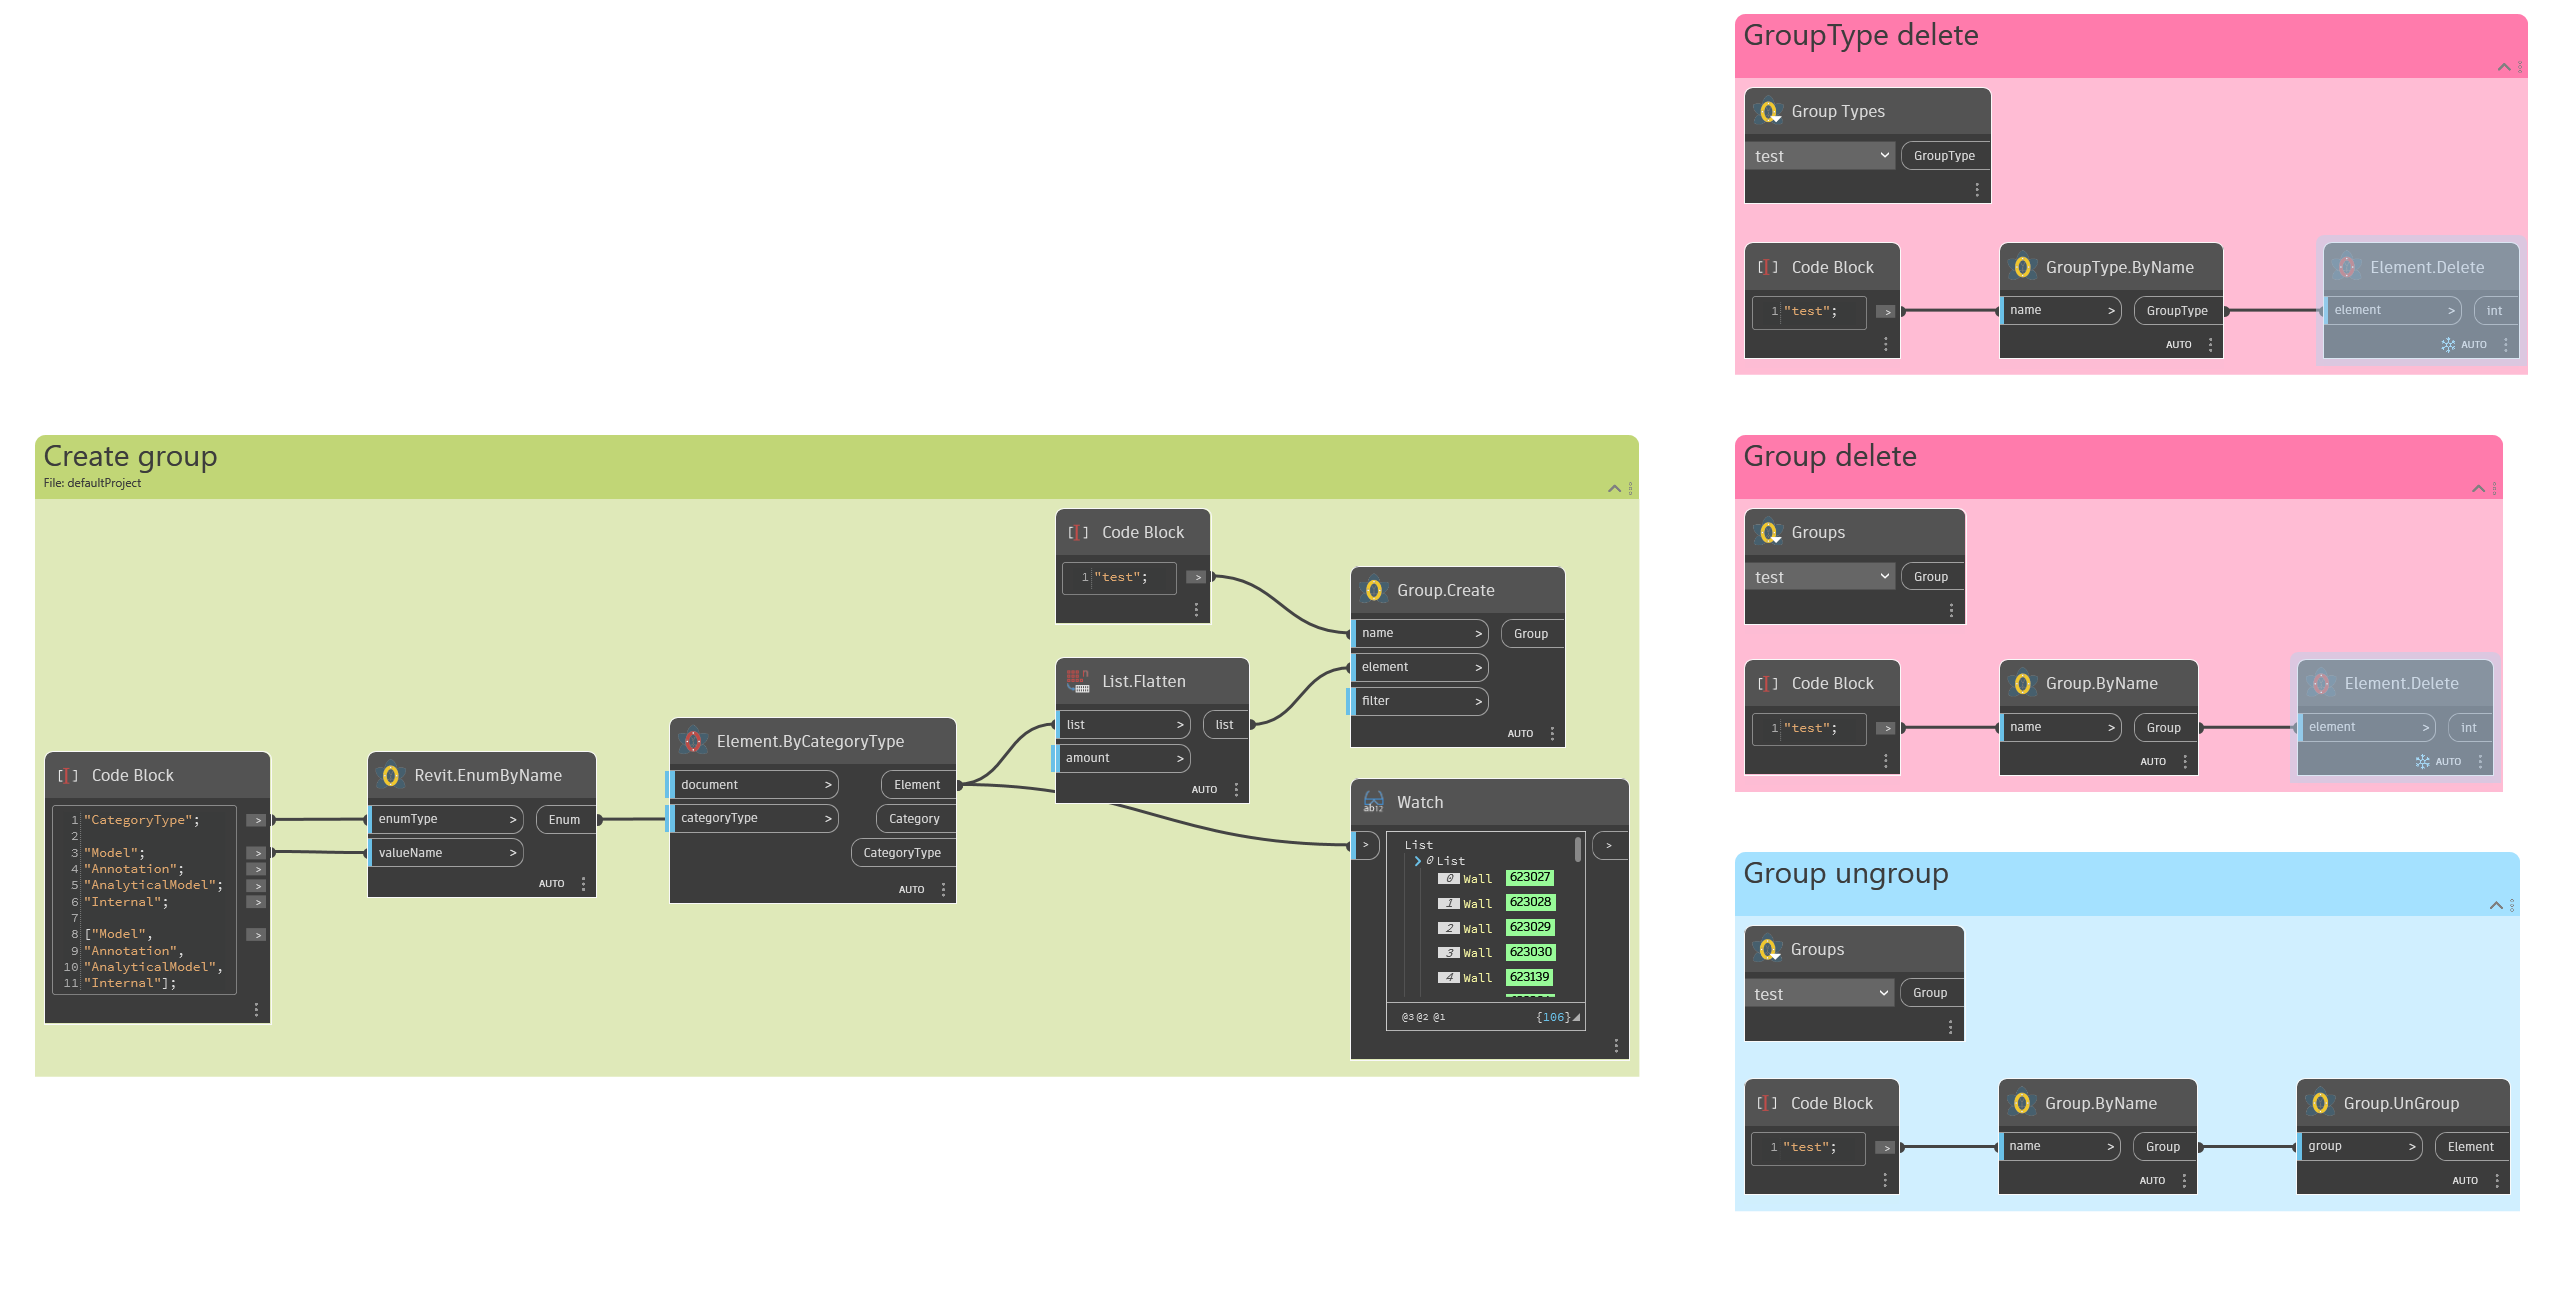 GroupType delete
Group Types
test
GroupType
Code Block
1 "test";
>
GroupType.ByName
name >
GroupType
AUTO
Element.Delete
element >
int
AUTO
Create group
File: defaultProject
Code Block
1 "CategoryType"; >
2
3 "Model"; >
4 "Annotation"; >
5 "AnalyticalModel"; >
6 "Internal"; >
7
8 ["Model", >
9 "Annotation",
10 "AnalyticalModel",
11 "Internal"];
Revit.EnumByName
enumType >
Enum
valueName >
AUTO
Element.ByCategoryType
document >
Element
categoryType >
Category
CategoryType
AUTO
Code Block
1 "test";
>
List.Flatten
list >
list
amount >
AUTO
Group.Create
name >
Group
element >
filter >
AUTO
Watch
>
>
List
0 List
0 Wall 623027
1 Wall 623028
2 Wall 623029
3 Wall 623030
4 Wall 623139
@3 @2 @1 {106}
Group delete
Groups
test
Group
Code Block
1 "test";
>
Group.ByName
name >
Group
AUTO
Element.Delete
element >
int
AUTO
Group ungroup
Groups
test
Group
Code Block
1 "test";
>
Group.ByName
name >
Group
AUTO
Group.UnGroup
group >
Element
AUTO